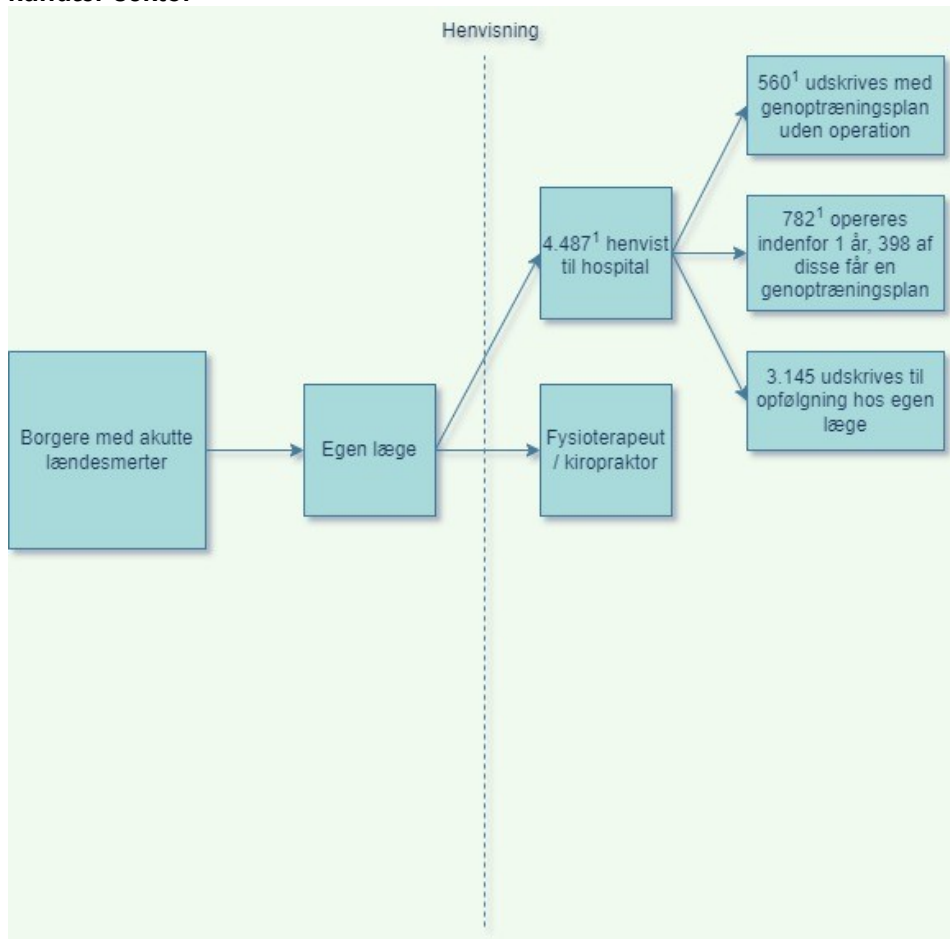 Henvisning
560¹ udskrives med
genoptræningsplan
uden operation
4.487¹ henvist
til hospital
782¹ opereres
indenfor 1 år, 398 af
disse får en
genoptræningsplan
3.145 udskrives til
opfølgning hos egen
læge
Borgere med akutte
lændesmerter
Egen læge
Fysioterapeut
/ kiropraktor